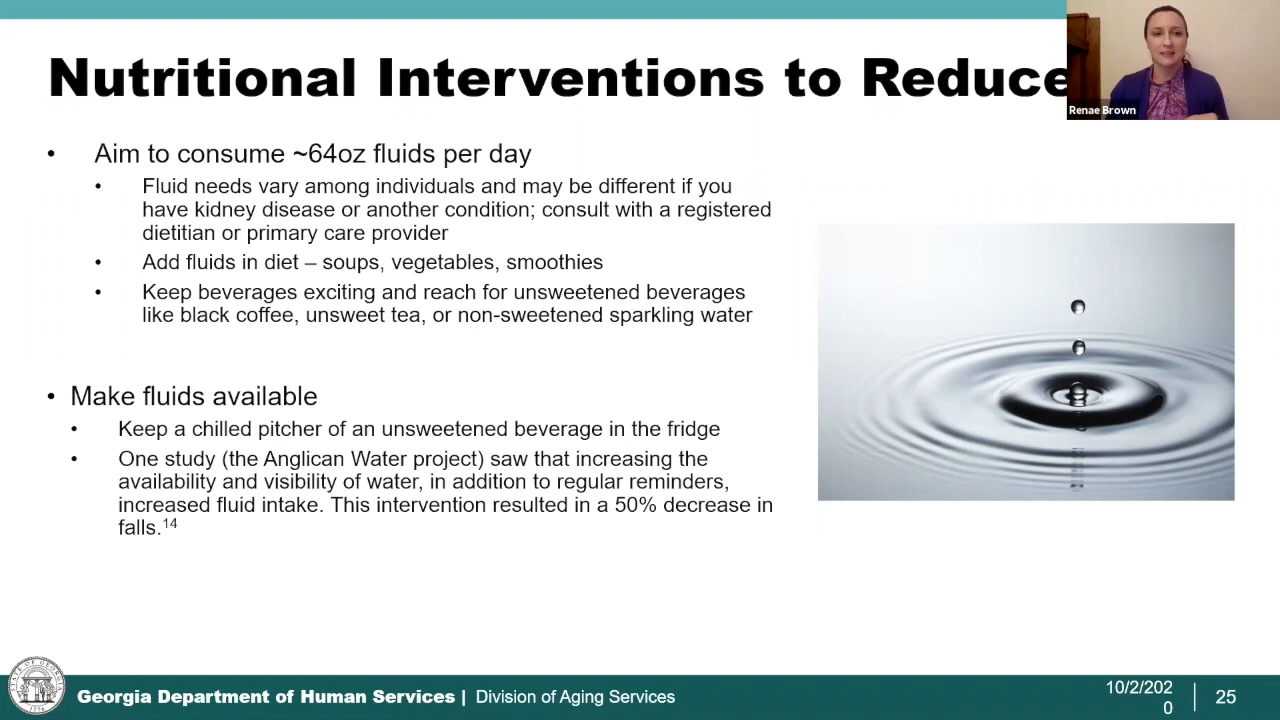 Nutritional Interventions to Reduce
Renae Brown
• Aim to consume ~64oz fluids per day
• Fluid needs vary among individuals and may be different if you
have kidney disease or another condition; consult with a registered
dietitian or primary care provider
• Add fluids in diet – soups, vegetables, smoothies
• Keep beverages exciting and reach for unsweetened beverages
like black coffee, unsweet tea, or non-sweetened sparkling water
• Make fluids available
• Keep a chilled pitcher of an unsweetened beverage in the fridge
• One study (the Anglican Water project) saw that increasing the
availability and visibility of water, in addition to regular reminders,
increased fluid intake. This intervention resulted in a 50% decrease in
falls.14
Georgia Department of Human Services | Division of Aging Services
10/2/202
0
25